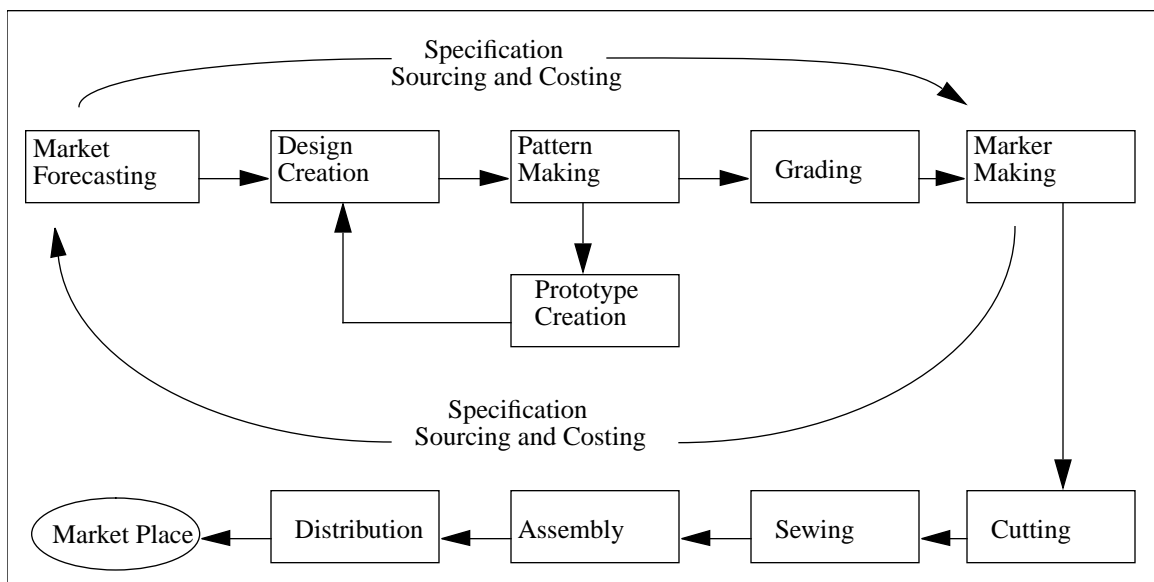 Specification
Sourcing and Costing
Market
Forecasting
Design
Creation
Pattern
Making
Grading
Marker
Making
Prototype
Creation
Specification
Sourcing and Costing
Market Place
Distribution
Assembly
Sewing
Cutting